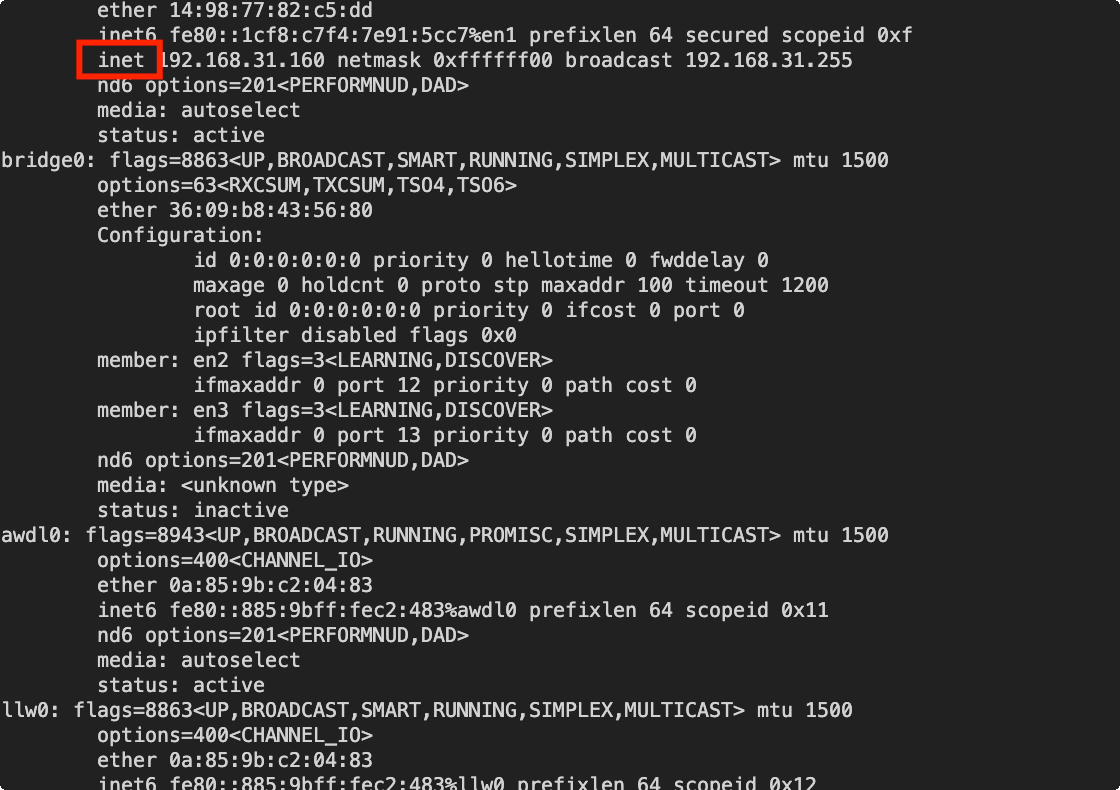 ether 14:98:77:82:c5:dd
inet6 fe80::1cf8:c7f4:7e91:5cc7%en1 prefixlen 64 secured scopeid 0xf
inet 192.168.31.160 netmask 0xffffff00 broadcast 192.168.31.255
nd6 options=201<PERFORMNUD,DAD>
media: autoselect
status: active
bridge0: flags=8863<UP,BROADCAST,SMART,RUNNING,SIMPLEX,MULTICAST> mtu 1500
options=63<RXCSUM,TXCSUM,TSO4,TSO6>
ether 36:09:b8:43:56:80
Configuration:
id 0:0:0:0:0:0 priority 0 hellotime 0 fwddelay 0
maxage 0 holdcnt 0 proto stp maxaddr 100 timeout 1200
root id 0:0:0:0:0:0 priority 0 ifcost 0 port 0
ipfilter disabled flags 0x0
member: en2 flags=3<LEARNING,DISCOVER>
ifmaxaddr 0 port 12 priority 0 path cost 0
member: en3 flags=3<LEARNING,DISCOVER>
ifmaxaddr 0 port 13 priority 0 path cost 0
nd6 options=201<PERFORMNUD,DAD>
media: <unknown type>
status: inactive
awdl0: flags=8943<UP,BROADCAST,RUNNING,PROMISC,SIMPLEX,MULTICAST> mtu 1500
options=400<CHANNEL_IO>
ether 0a:85:9b:c2:04:83
inet6 fe80::885:9bff:fec2:483%awdl0 prefixlen 64 scopeid 0x11
nd6 options=201<PERFORMNUD,DAD>
media: autoselect
status: active
llw0: flags=8863<UP,BROADCAST,SMART,RUNNING,SIMPLEX,MULTICAST> mtu 1500
options=400<CHANNEL_IO>
ether 0a:85:9b:c2:04:83
inet6 fe80::885:9bff:fec2:483%llw0 prefixlen 64 scopeid 0x12